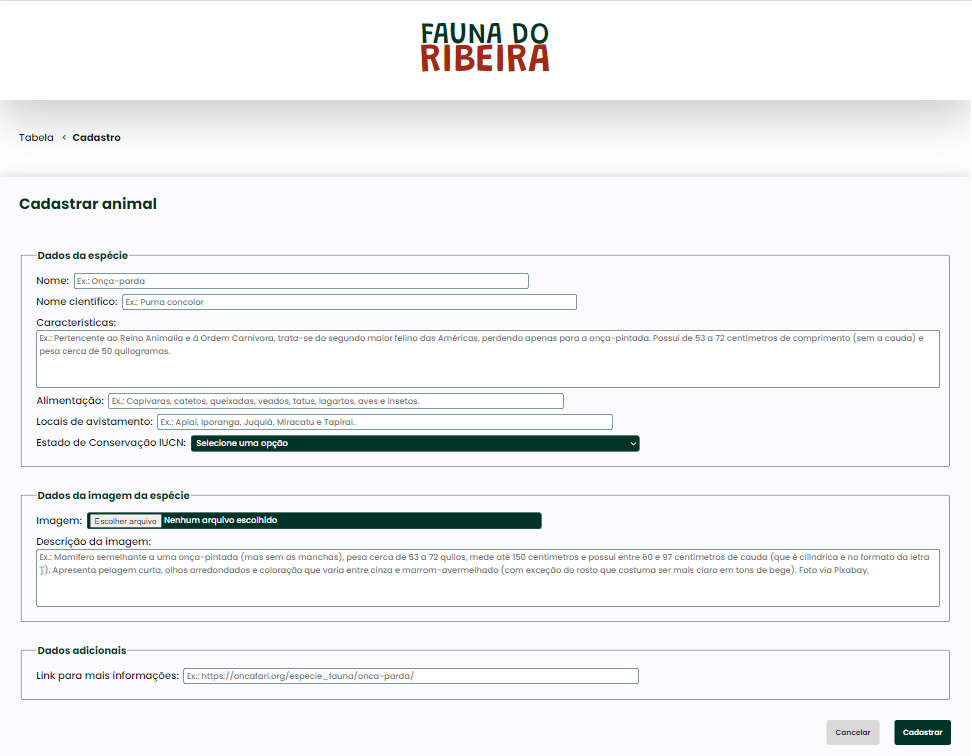 FAUNA DO
RIBEIRA
Tabela < Cadastro
Cadastrar animal
Dados da espécie
Nome: Ex.: Onça-parda
Nome científico: Ex.: Puma concolor
Características:
Ex.: Pertencente ao Reino Animalia e à Ordem Carnivora, trata-se do segundo maior felino das Américas, perdendo apenas para a onça-pintada. Possui de 53 a 72 centímetros de comprimento (sem a cauda) e
pesa cerca de 50 quilogramas.
Alimentação: Ex.: Capivaras, catetos, queixadas, veados, tatus, lagartos, aves e insetos.
Locais de avistamento: Ex.: Apiaí, Iporanga, Juquiá, Miracatu e Tapiraí.
Estado de Conservação IUCN: Selecione uma opção
Dados da imagem da espécie
Imagem: Escolher arquivo Nenhum arquivo escolhido
Descrição da imagem:
Ex.: Mamífero semelhante a uma onça-pintada (mas sem as manchas), pesa cerca de 53 a 72 quilos, mede até 150 centímetros e possui entre 60 e 97 centímetros de cauda (que é cilíndrica e no formato da letra
). Apresenta pelagem curta, olhos arredondados e coloração que varia entre cinza e marrom-avermelhado (com exceção do rosto que costuma ser mais claro em tons de bege). Foto via Pixabay.
Dados adicionais
Link para mais informações: Ex.: https://oncafari.org/especie_fauna/onca-parda/
Cancelar Cadastrar